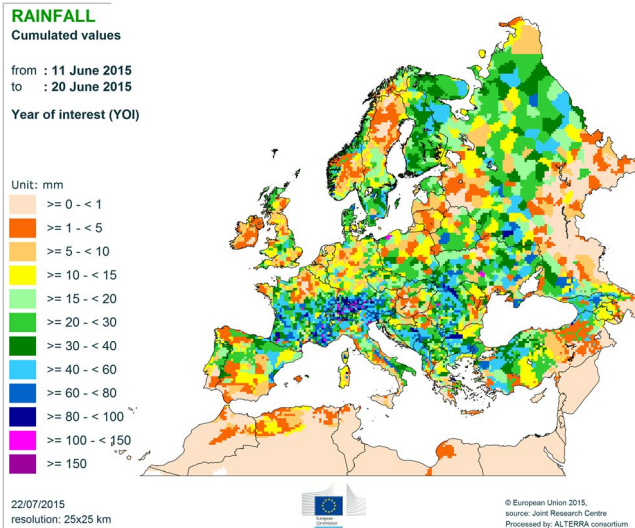 RAINFALL
Cumulated values
from : 11 June 2015
to : 20 June 2015
Year of interest (YOI)
Unit: mm
>= 0 - < 1
>= 1 - < 5
>= 5 - < 10
>= 10 - < 15
>= 15 - < 20
>= 20 - < 30
>= 30 - < 40
>= 40 - < 60
>= 60 - < 80
>= 80 - < 100
>= 100 - < 150
>= 150
22/07/2015
resolution: 25x25 km
European
Commission
© European Union 2015,
source: Joint Research Centre
Processed by: ALTERRA consortium